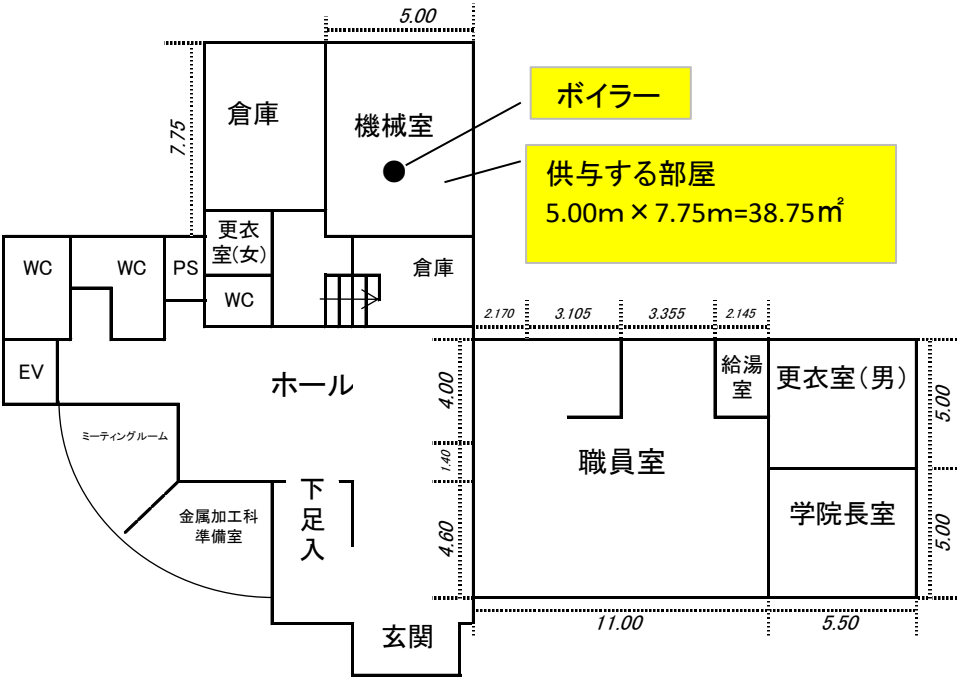 5.00
倉庫
機械室
ボイラー
7.75
供与する部屋
5.00m×7.75m=38.75㎡
更衣
室(女)
WC
WC
PS
倉庫
WC
2.170
3.105
3.355
2.145
EV
ホール
4.00
給湯
室
更衣室(男)
5.00
ミーティングルーム
1.40
職員室
下
足
入
金属加工科
準備室
4.60
学院長室
5.00
玄関
11.00
5.50